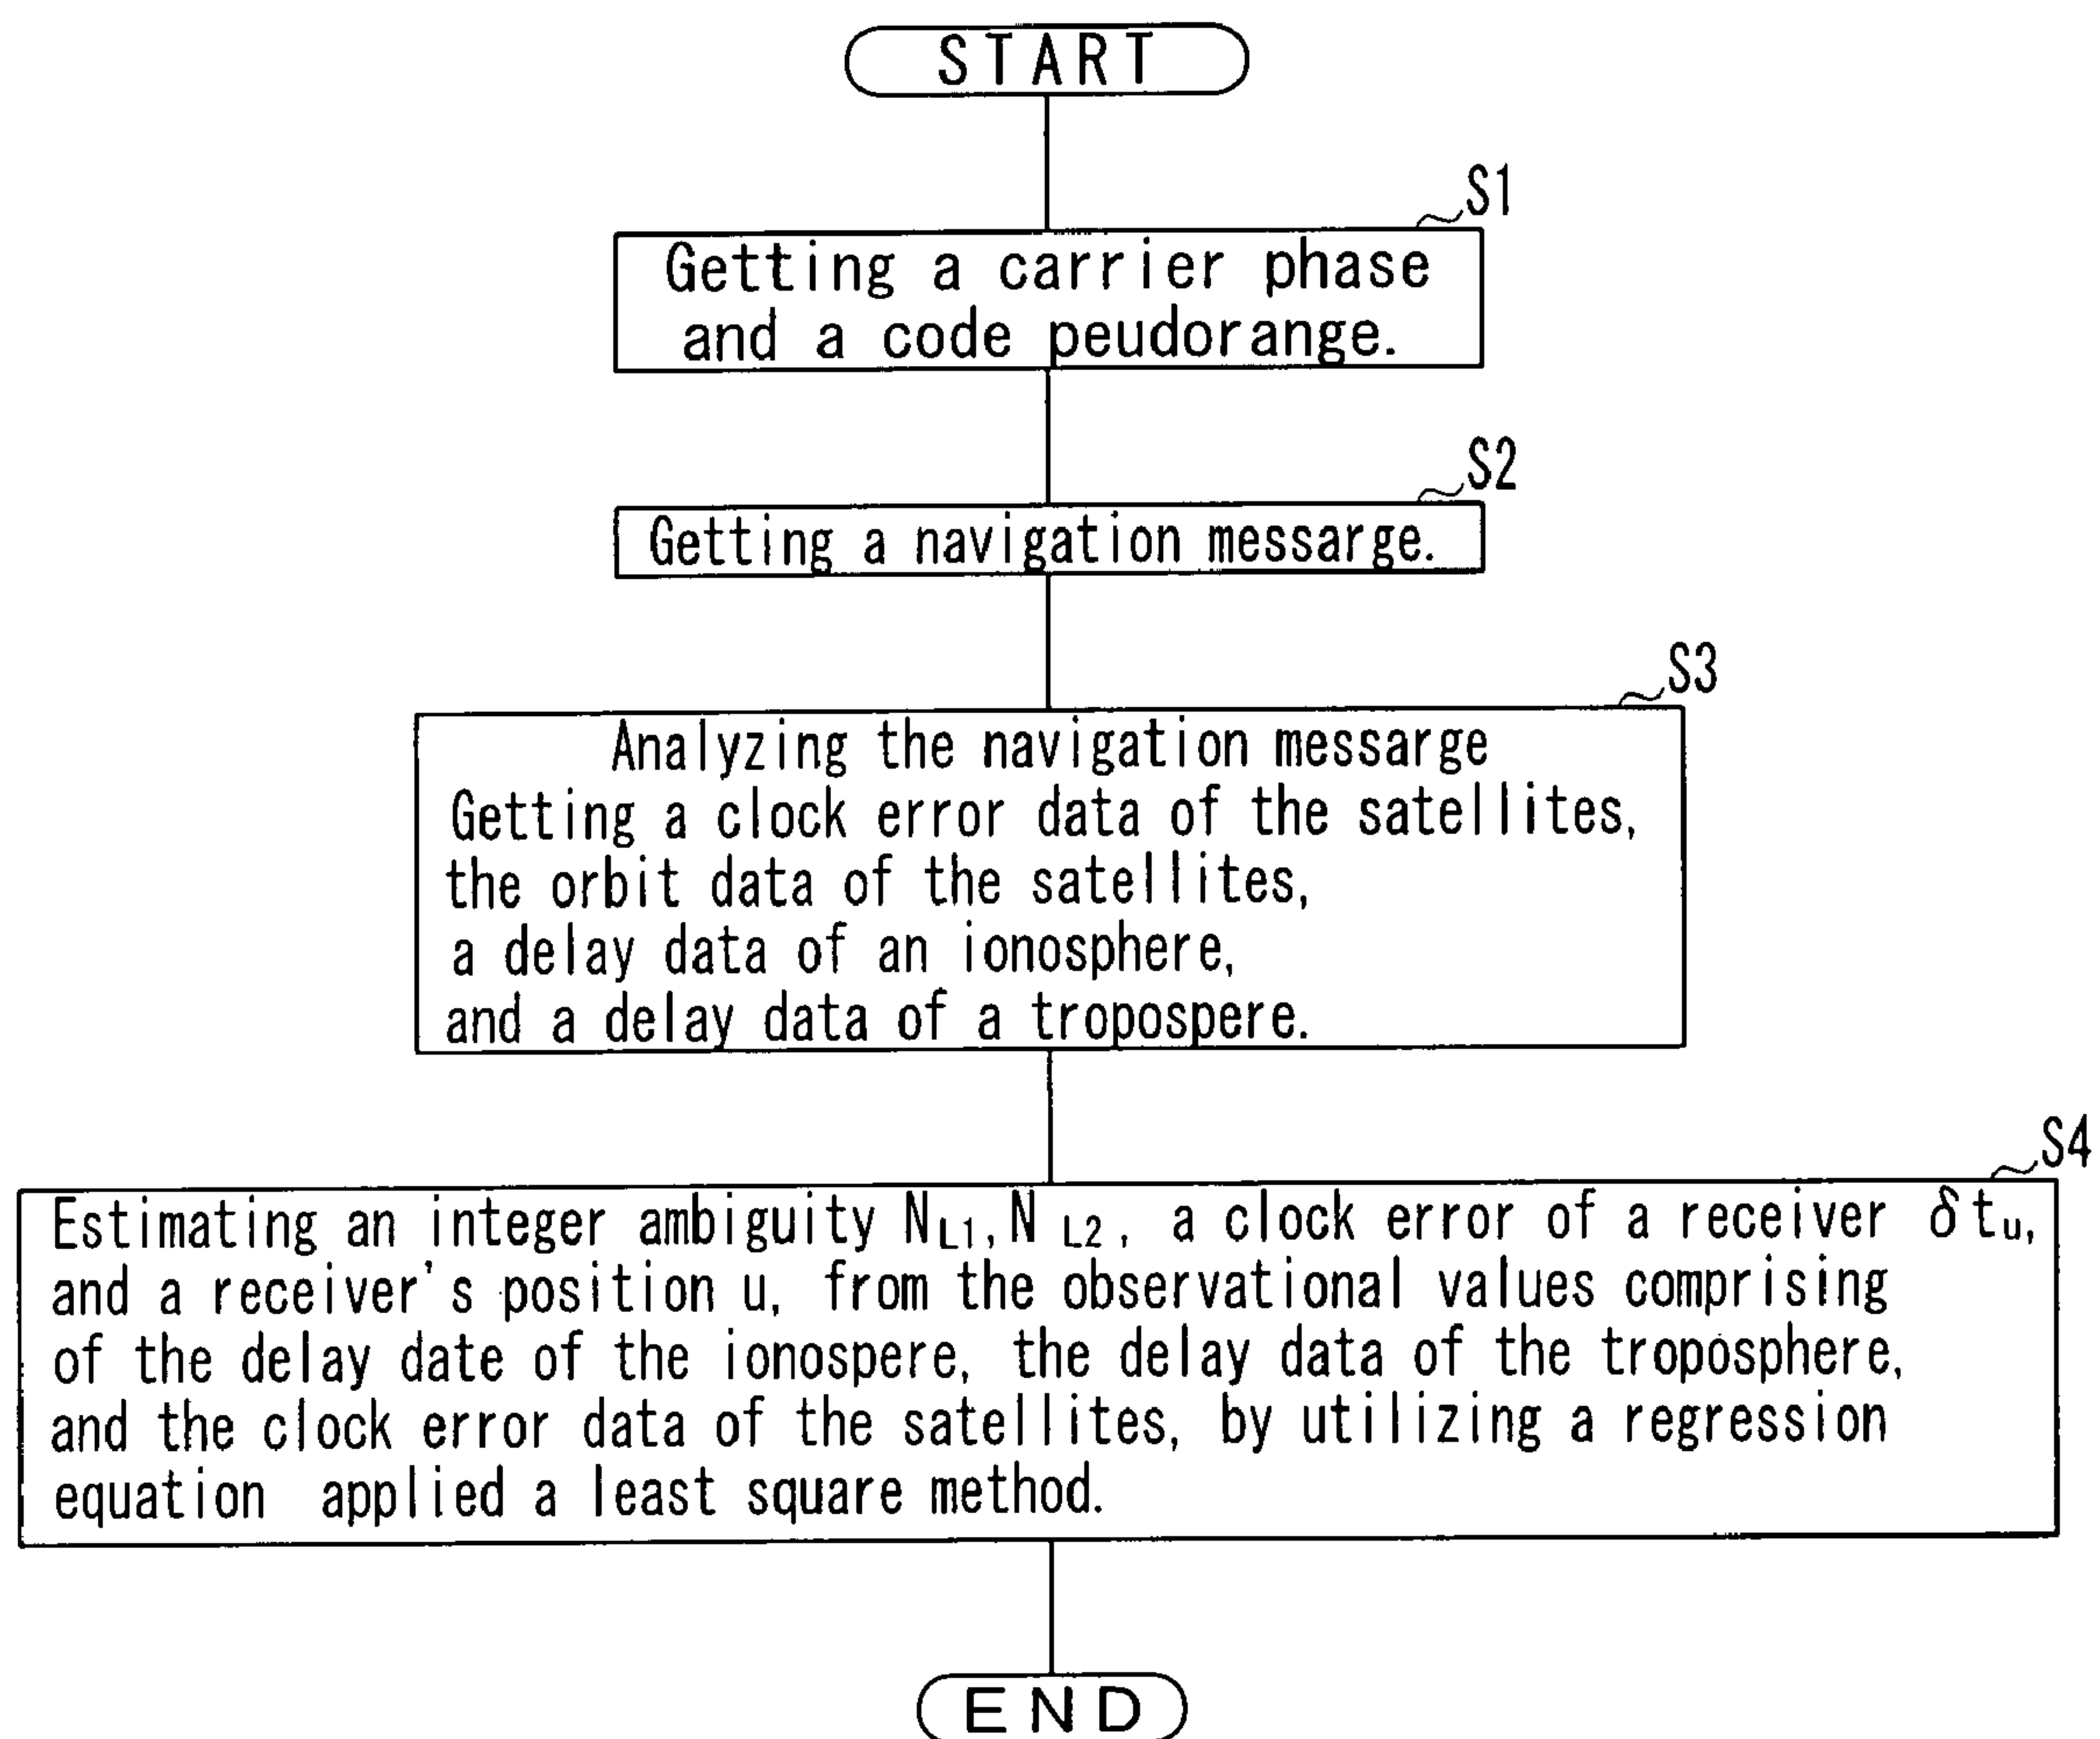 START
S1
Getting a carrier phase
and a code peudorange.
S2
Getting a navigation messarge.
S3
Analyzing the navigation messarge
Getting a clock error data of the satellites,
the orbit data of the satellites,
a delay data of an ionosphere,
and a delay data of a tropospere.
S4
Estimating an integer ambiguity NL1, NL2, a clock error of a receiver δtu,
and a receiver's position u, from the observational values comprising
of the delay date of the ionospere, the delay data of the troposphere,
and the clock error data of the satellites, by utilizing a regression
equation applied a least square method.
END